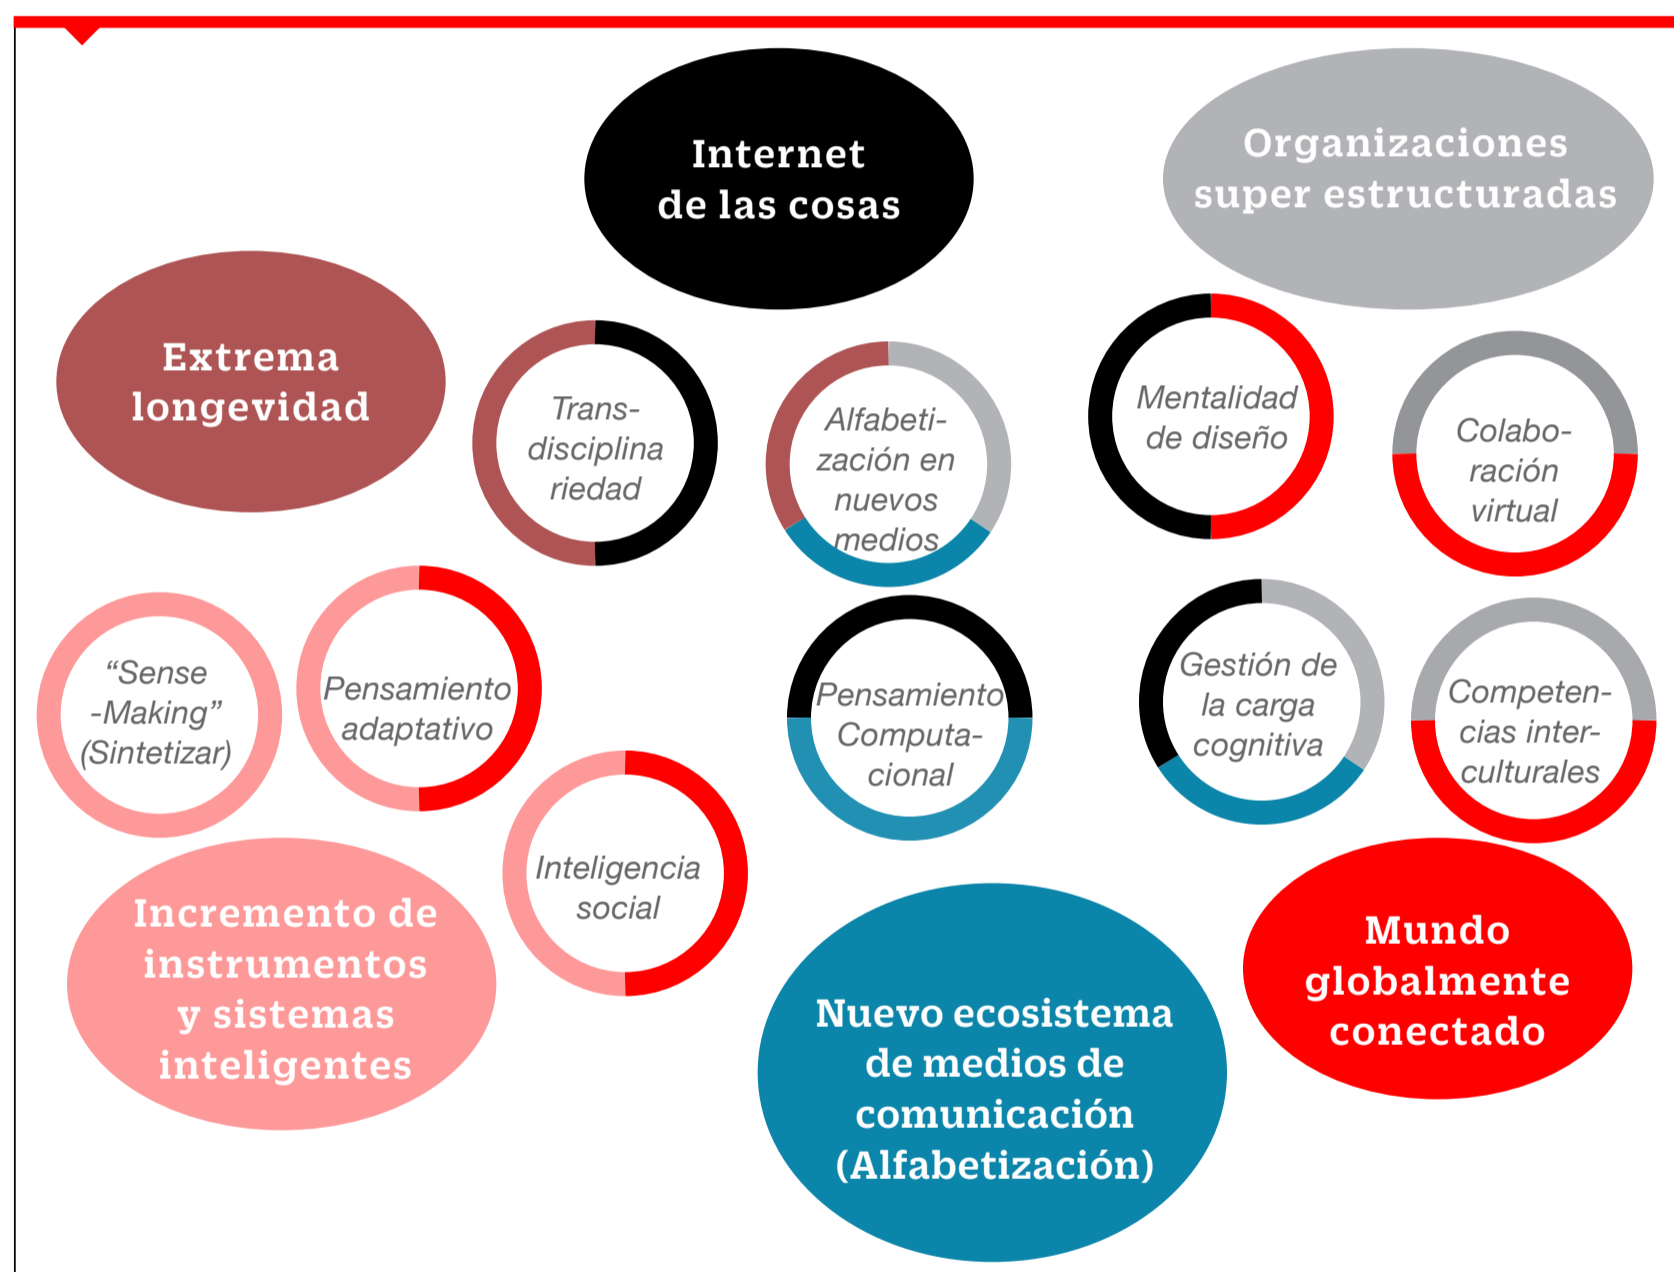 Internet
de las cosas
Organizaciones
super estructuradas
Extrema
longevidad
Trans-
disciplina
riedad
Alfabeti-
zación en
nuevos
medios
Mentalidad
de diseño
Colabo-
ración
virtual
“Sense
-Making”
(Sintetizar)
Pensamiento
adaptativo
Pensamiento
Computa-
cional
Gestión de
la carga
cognitiva
Competen-
cias inter-
culturales
Inteligencia
social
Incremento de
instrumentos
y sistemas
inteligentes
Nuevo ecosistema
de medios de
comunicación
(Alfabetización)
Mundo
globalmente
conectado